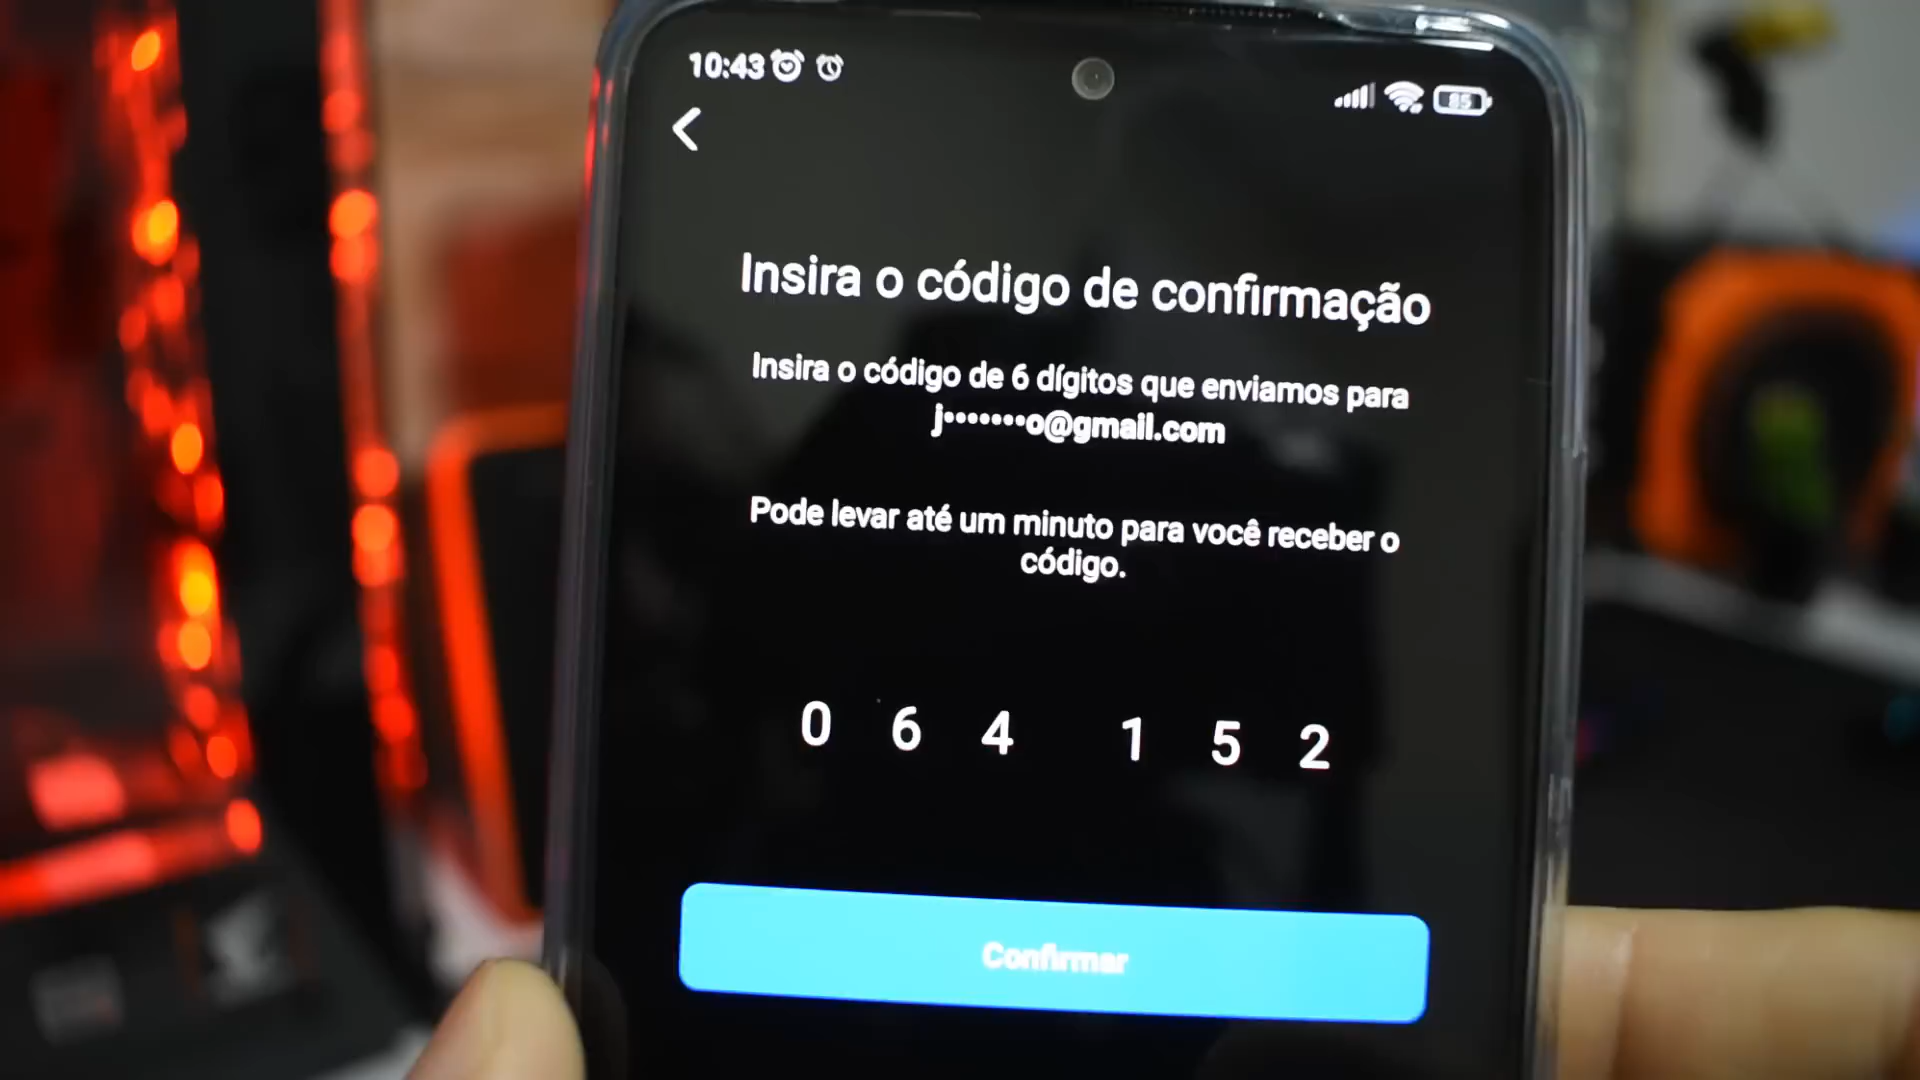 10:43
85
Insira o código de confirmação
Insira o código de 6 dígitos que enviamos para
j•••••••o@gmail.com
Pode levar até um minuto para você receber o
código.
0 6 4 1 5 2
Confirmar